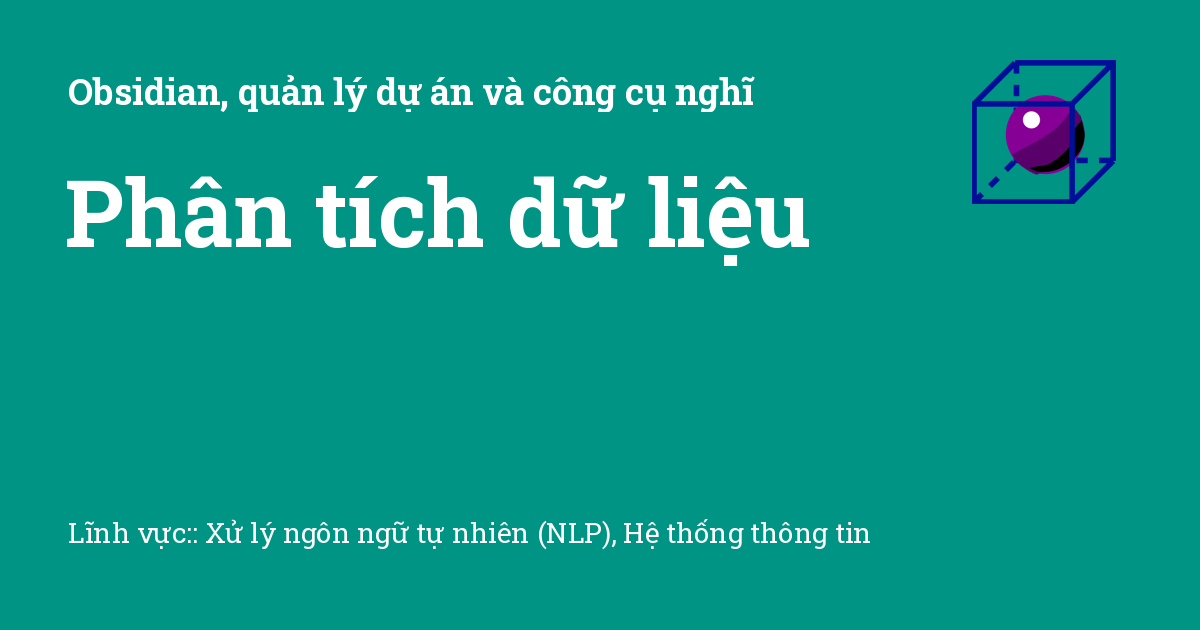 Obsidian, quản lý dự án và công cụ nghĩ
Phân tích dữ liệu
Lĩnh vực:: Xử lý ngôn ngữ tự nhiên (NLP), Hệ thống thông tin